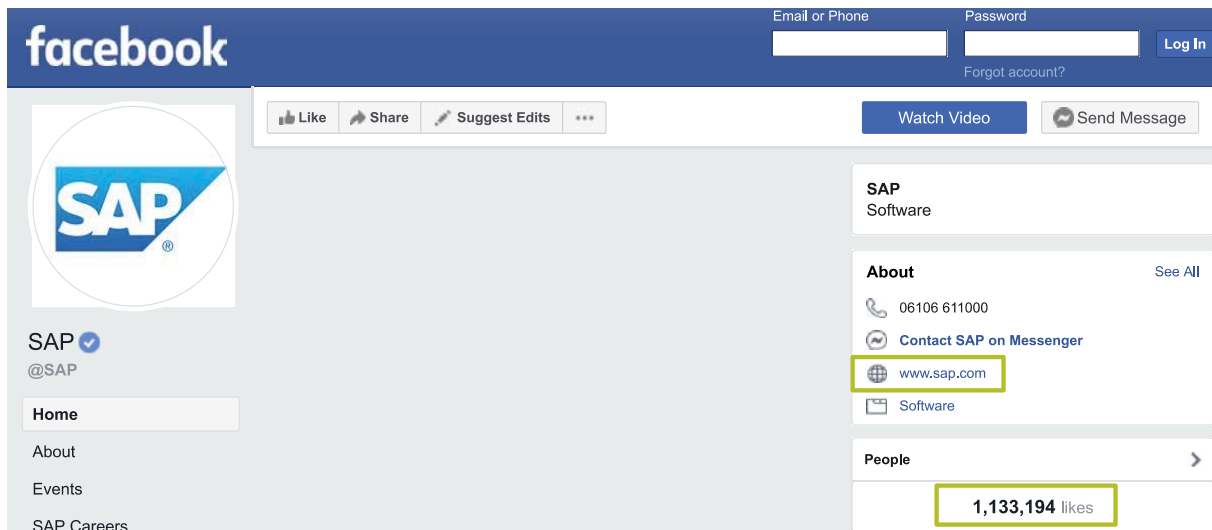 facebook
Email or Phone
Password
Log In
Forgot account?
Like
Share
Suggest Edits
Watch Video
Send Message
SAP
®
SAP
@SAP
Home
About
Events
SAP Careers
SAP
Software
About
See All
06106 611000
Contact SAP on Messenger
www.sap.com
Software
People
1,133,194 likes